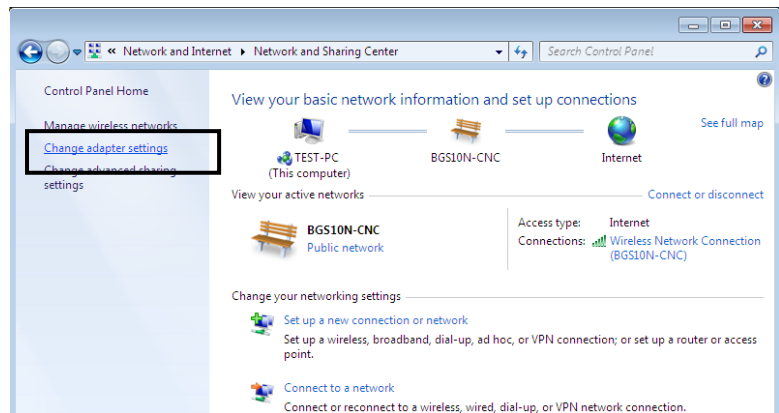 « Network and Internet ▸ Network and Sharing Center
Search Control Panel
Control Panel Home
Manage wireless networks
Change adapter settings
Change advanced sharing
settings
View your basic network information and set up connections
See full map
TEST-PC
(This computer)
BGS10N-CNC
Internet
View your active networks
Connect or disconnect
BGS10N-CNC
Public network
Access type: Internet
Connections: Wireless Network Connection
(BGS10N-CNC)
Change your networking settings
Set up a new connection or network
Set up a wireless, broadband, dial-up, ad hoc, or VPN connection; or set up a router or access
point.
Connect to a network
Connect or reconnect to a wireless, wired, dial-up, or VPN network connection.